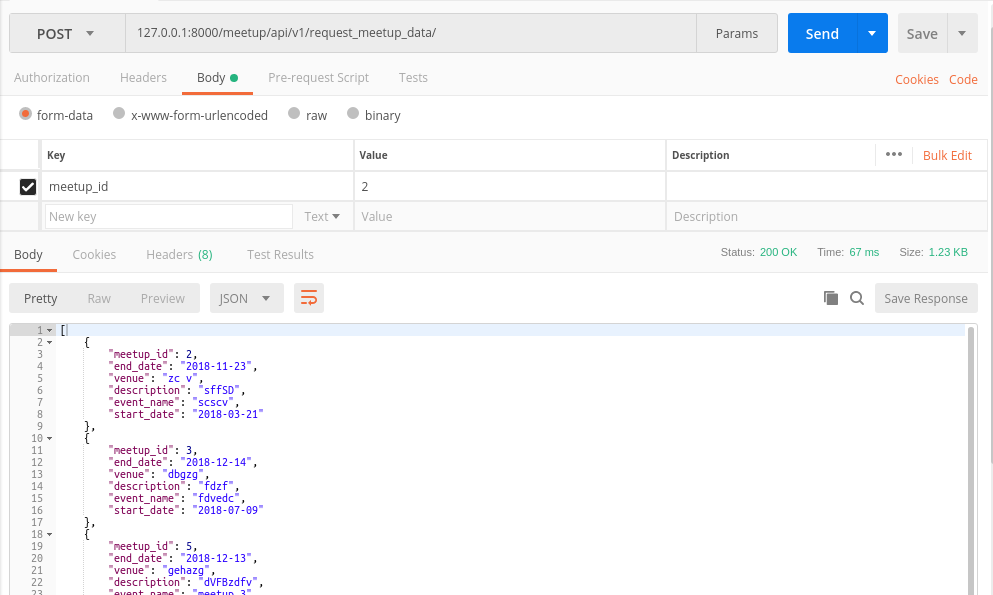 POST 127.0.0.1:8000/meetup/api/v1/request_meetup_data/ Params Send Save
Authorization Headers Body Pre-request Script Tests Cookies Code
form-data x-www-form-urlencoded raw binary
Key Value Description ••• Bulk Edit
meetup_id 2
New key Text Value Description
Body Cookies Headers (8) Test Results Status: 200 OK Time: 67 ms Size: 1.23 KB
Pretty Raw Preview JSON Save Response
1 [
2 {
3 "meetup_id": 2,
4 "end_date": "2018-11-23",
5 "venue": "zc v",
6 "description": "sffSD",
7 "event_name": "scscv",
8 "start_date": "2018-03-21"
9 },
10 {
11 "meetup_id": 3,
12 "end_date": "2018-12-14",
13 "venue": "dbgzg",
14 "description": "fdzf",
15 "event_name": "fdvedc",
16 "start_date": "2018-07-09"
17 },
18 {
19 "meetup_id": 5,
20 "end_date": "2018-12-13",
21 "venue": "gehazg",
22 "description": "dVFBzdfv",
23 "event_name": "meetup 3"